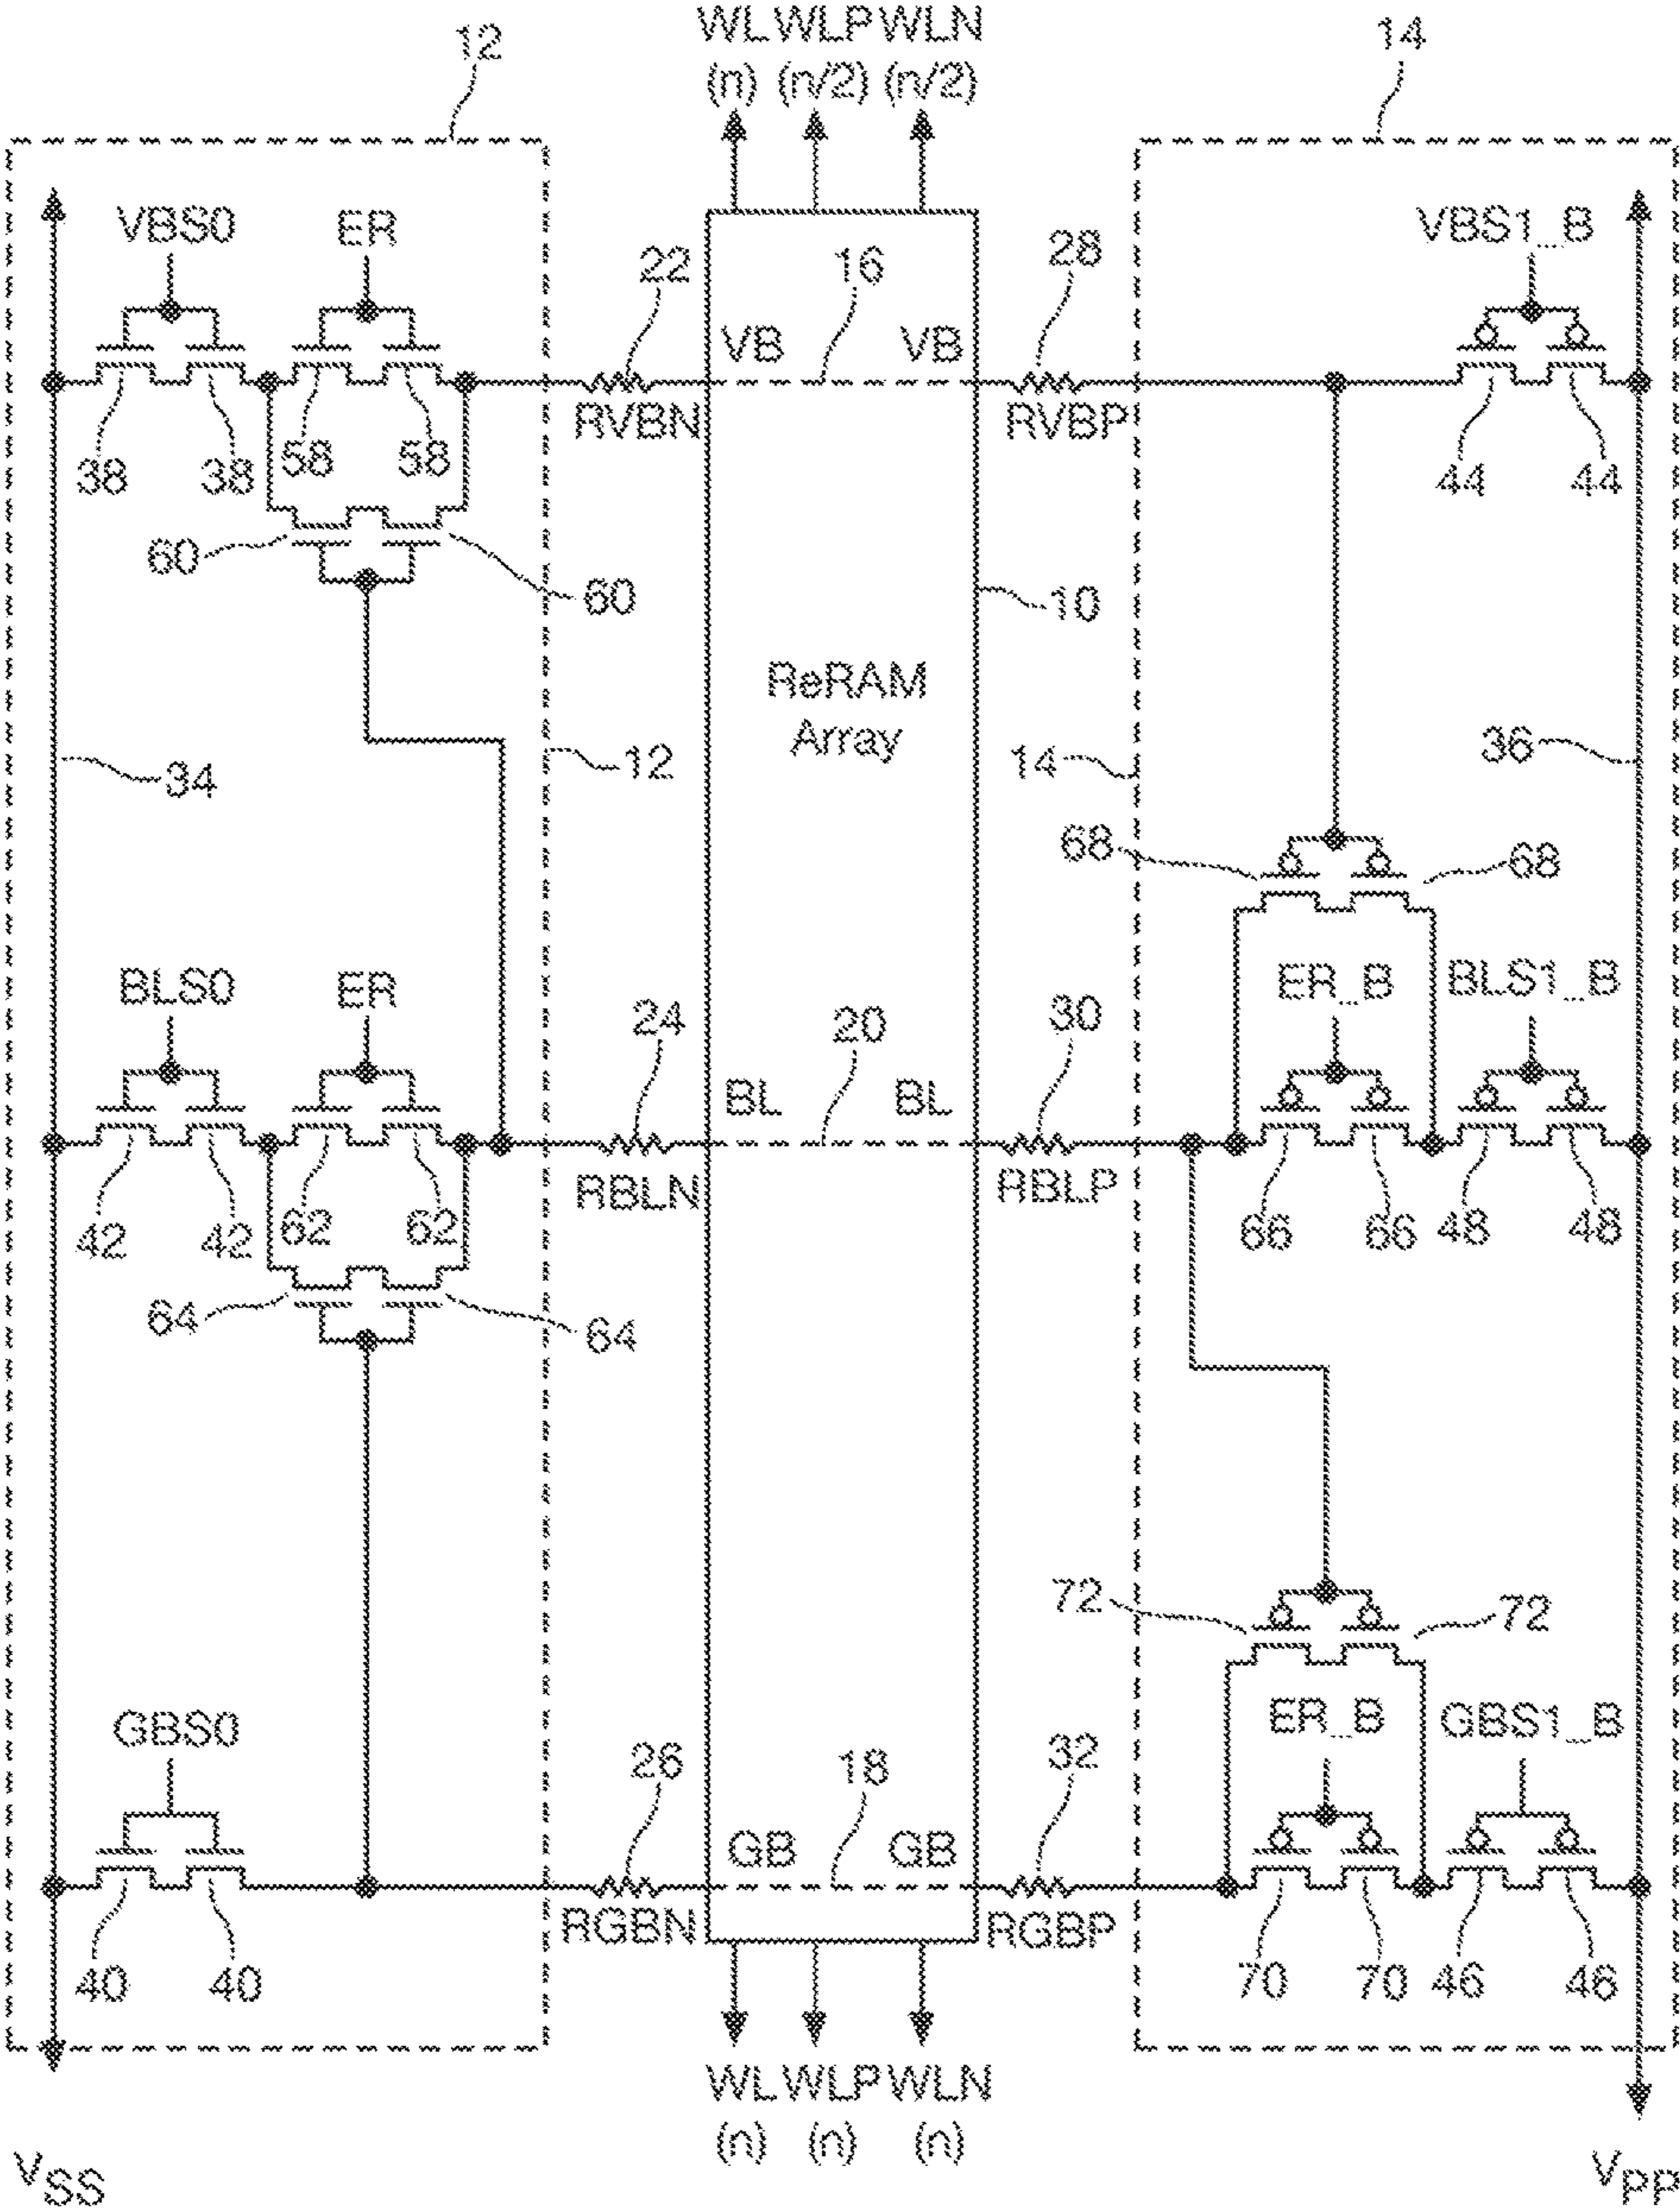 WL WLP WLN
(n) (n/2) (n/2)
12
14
VBS0
ER
VBS1_B
22
16
28
VB
VB
RVBN
RVBP
38
38
58
58
44
44
60
60
10
ReRAM
Array
34
12
14
36
68
68
BLS0
ER
ER_B
BLS1_B
24
20
30
BL
BL
RBLN
RBLP
42
42
62
62
66
66
48
48
64
64
72
72
GBS0
ER_B
GBS1_B
26
18
32
GB
GB
RGBN
RGBP
40
40
70
70
46
46
WL WLP WLN
(n) (n) (n)
VSS
VPP